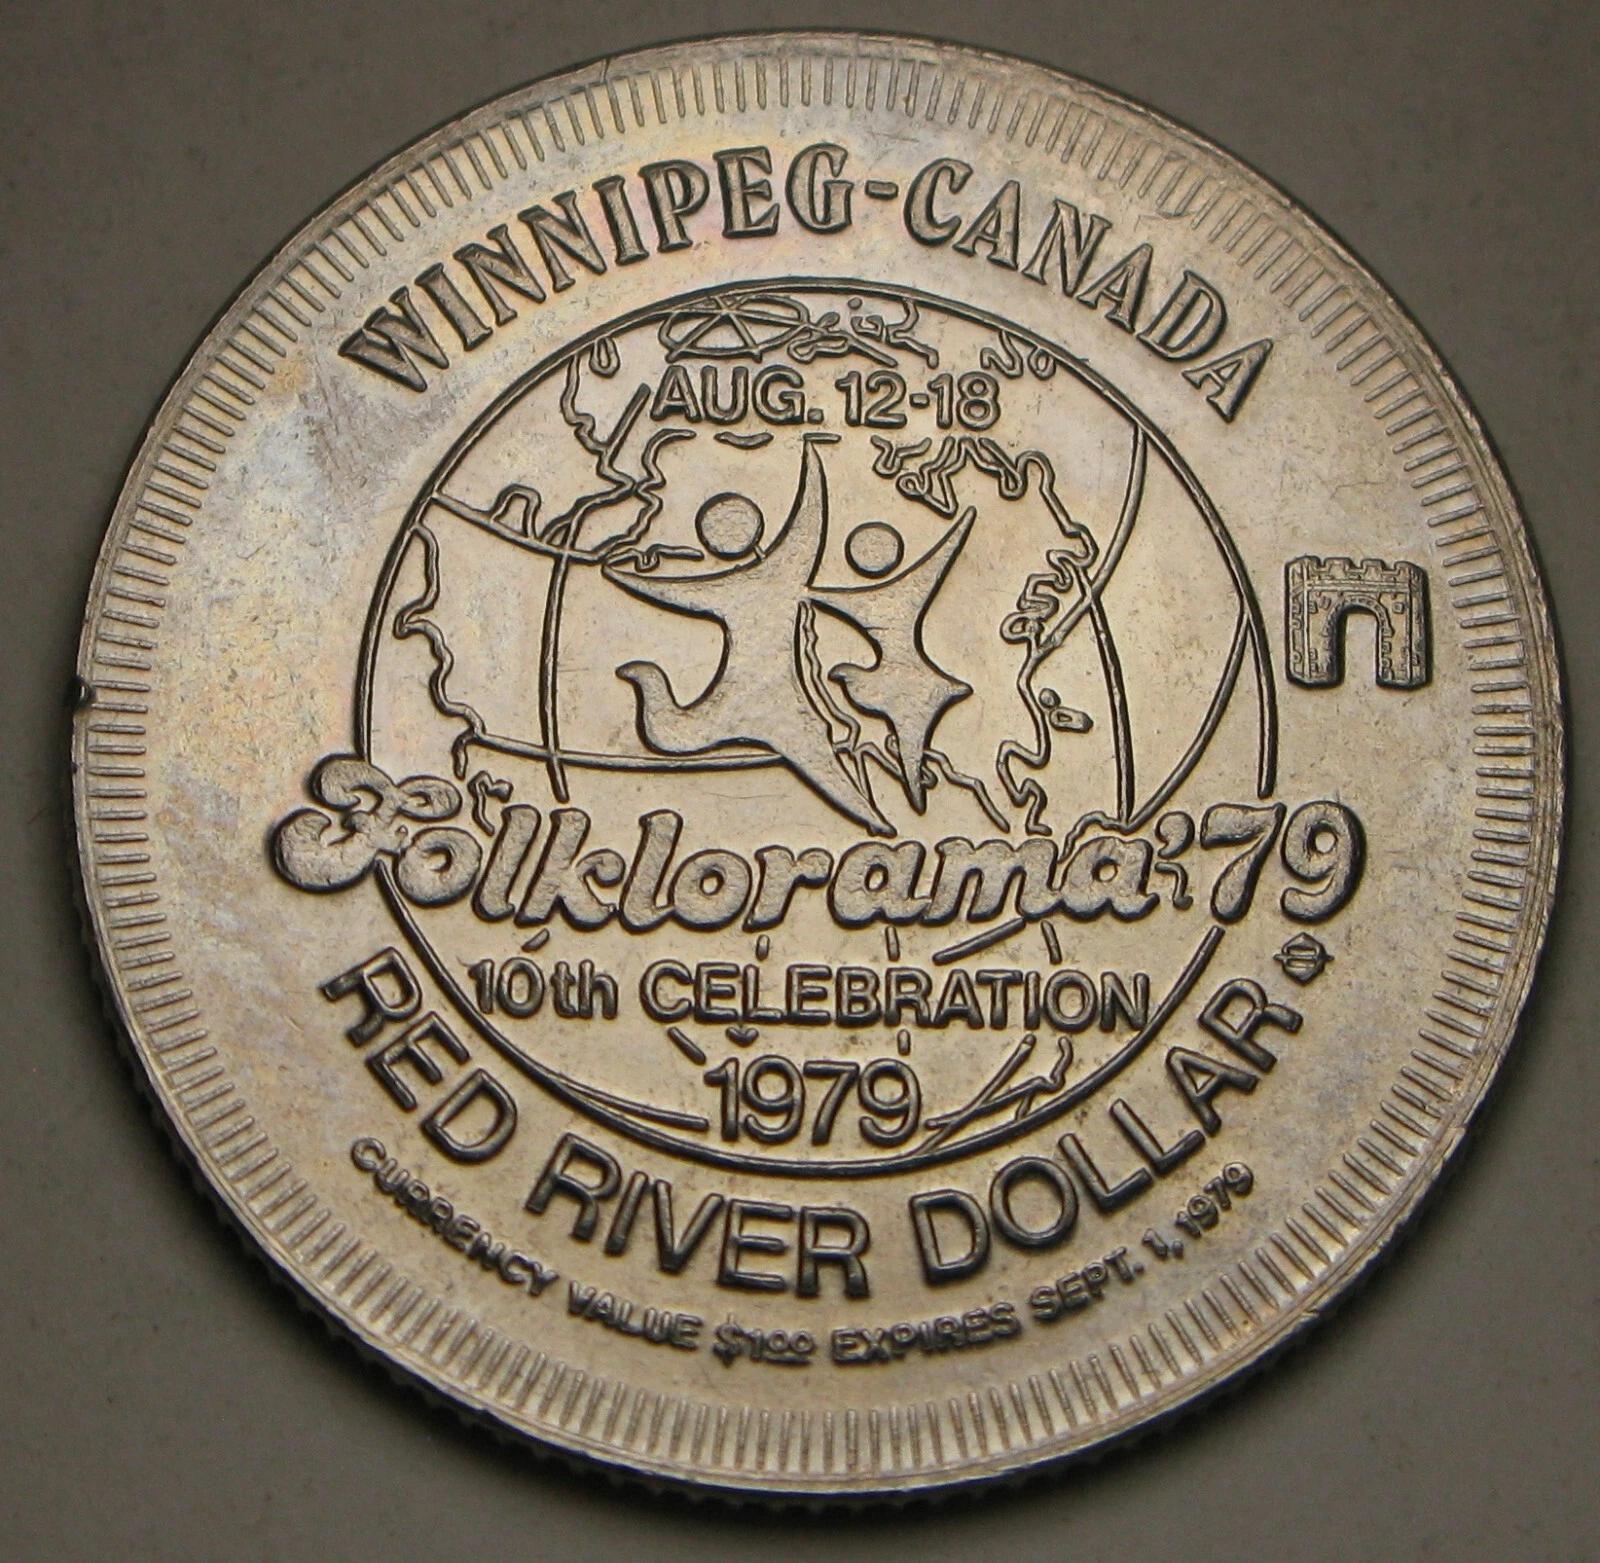 WINNIPEG-CANADA
AUG. 12-18
Folklorama '79
10th CELEBRATION
1979
RED RIVER DOLLAR
CURRENCY VALUE $1.00 EXPIRES SEPT. 1, 1979